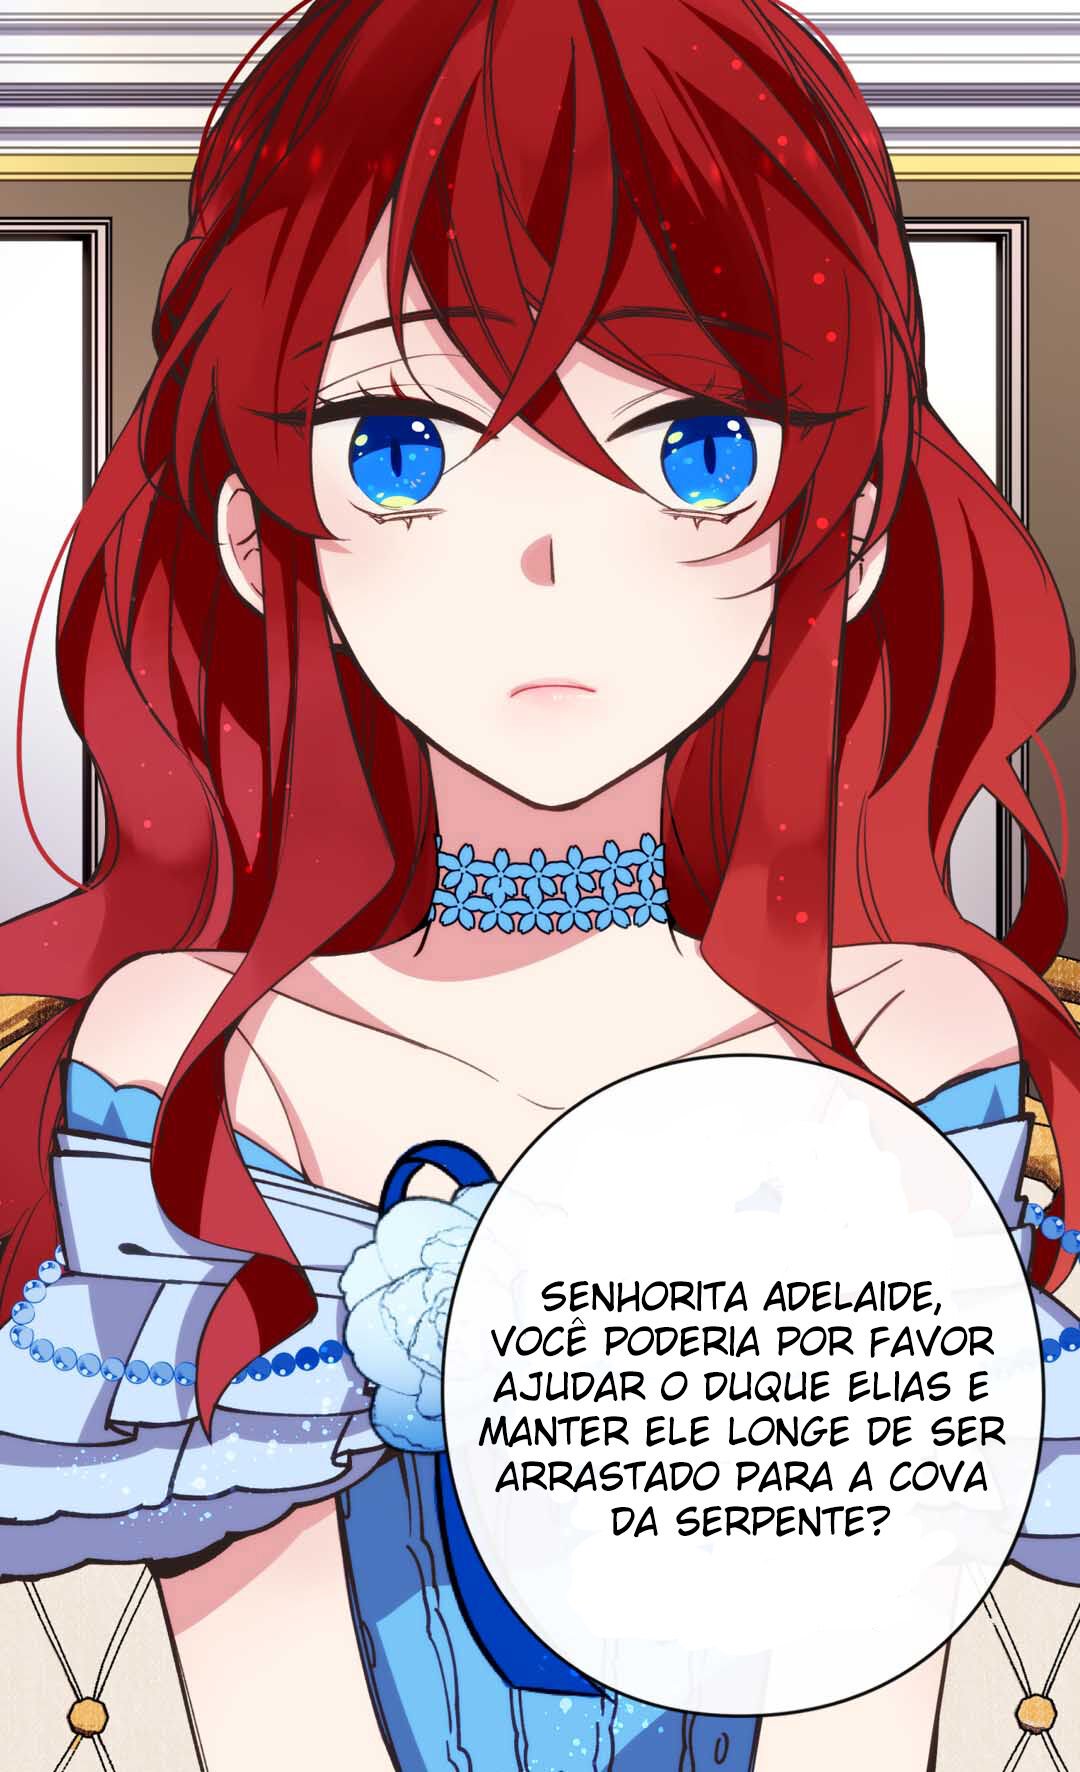 SENHORITA ADELAIDE,
VOCÊ PODERIA POR FAVOR
AJUDAR O DUQUE ELIAS E
MANTER ELE LONGE DE SER
ARRASTADO PARA A COVA
DA SERPENTE?